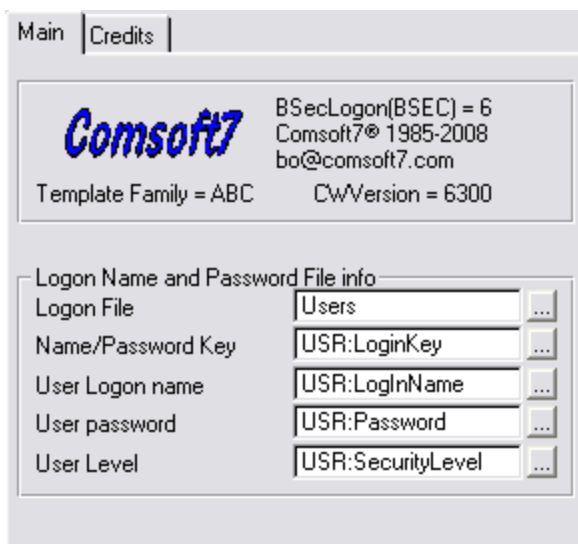 Main Credits
Comsoft7
BSecLogon(BSEC) = 6
Comsoft7® 1985-2008
bo@comsoft7.com
Template Family = ABC CWVersion = 6300
Logon Name and Password File info
Logon File Users ...
Name/Password Key USR:LoginKey ...
User Logon name USR:LogInName ...
User password USR:Password ...
User Level USR:SecurityLevel ...